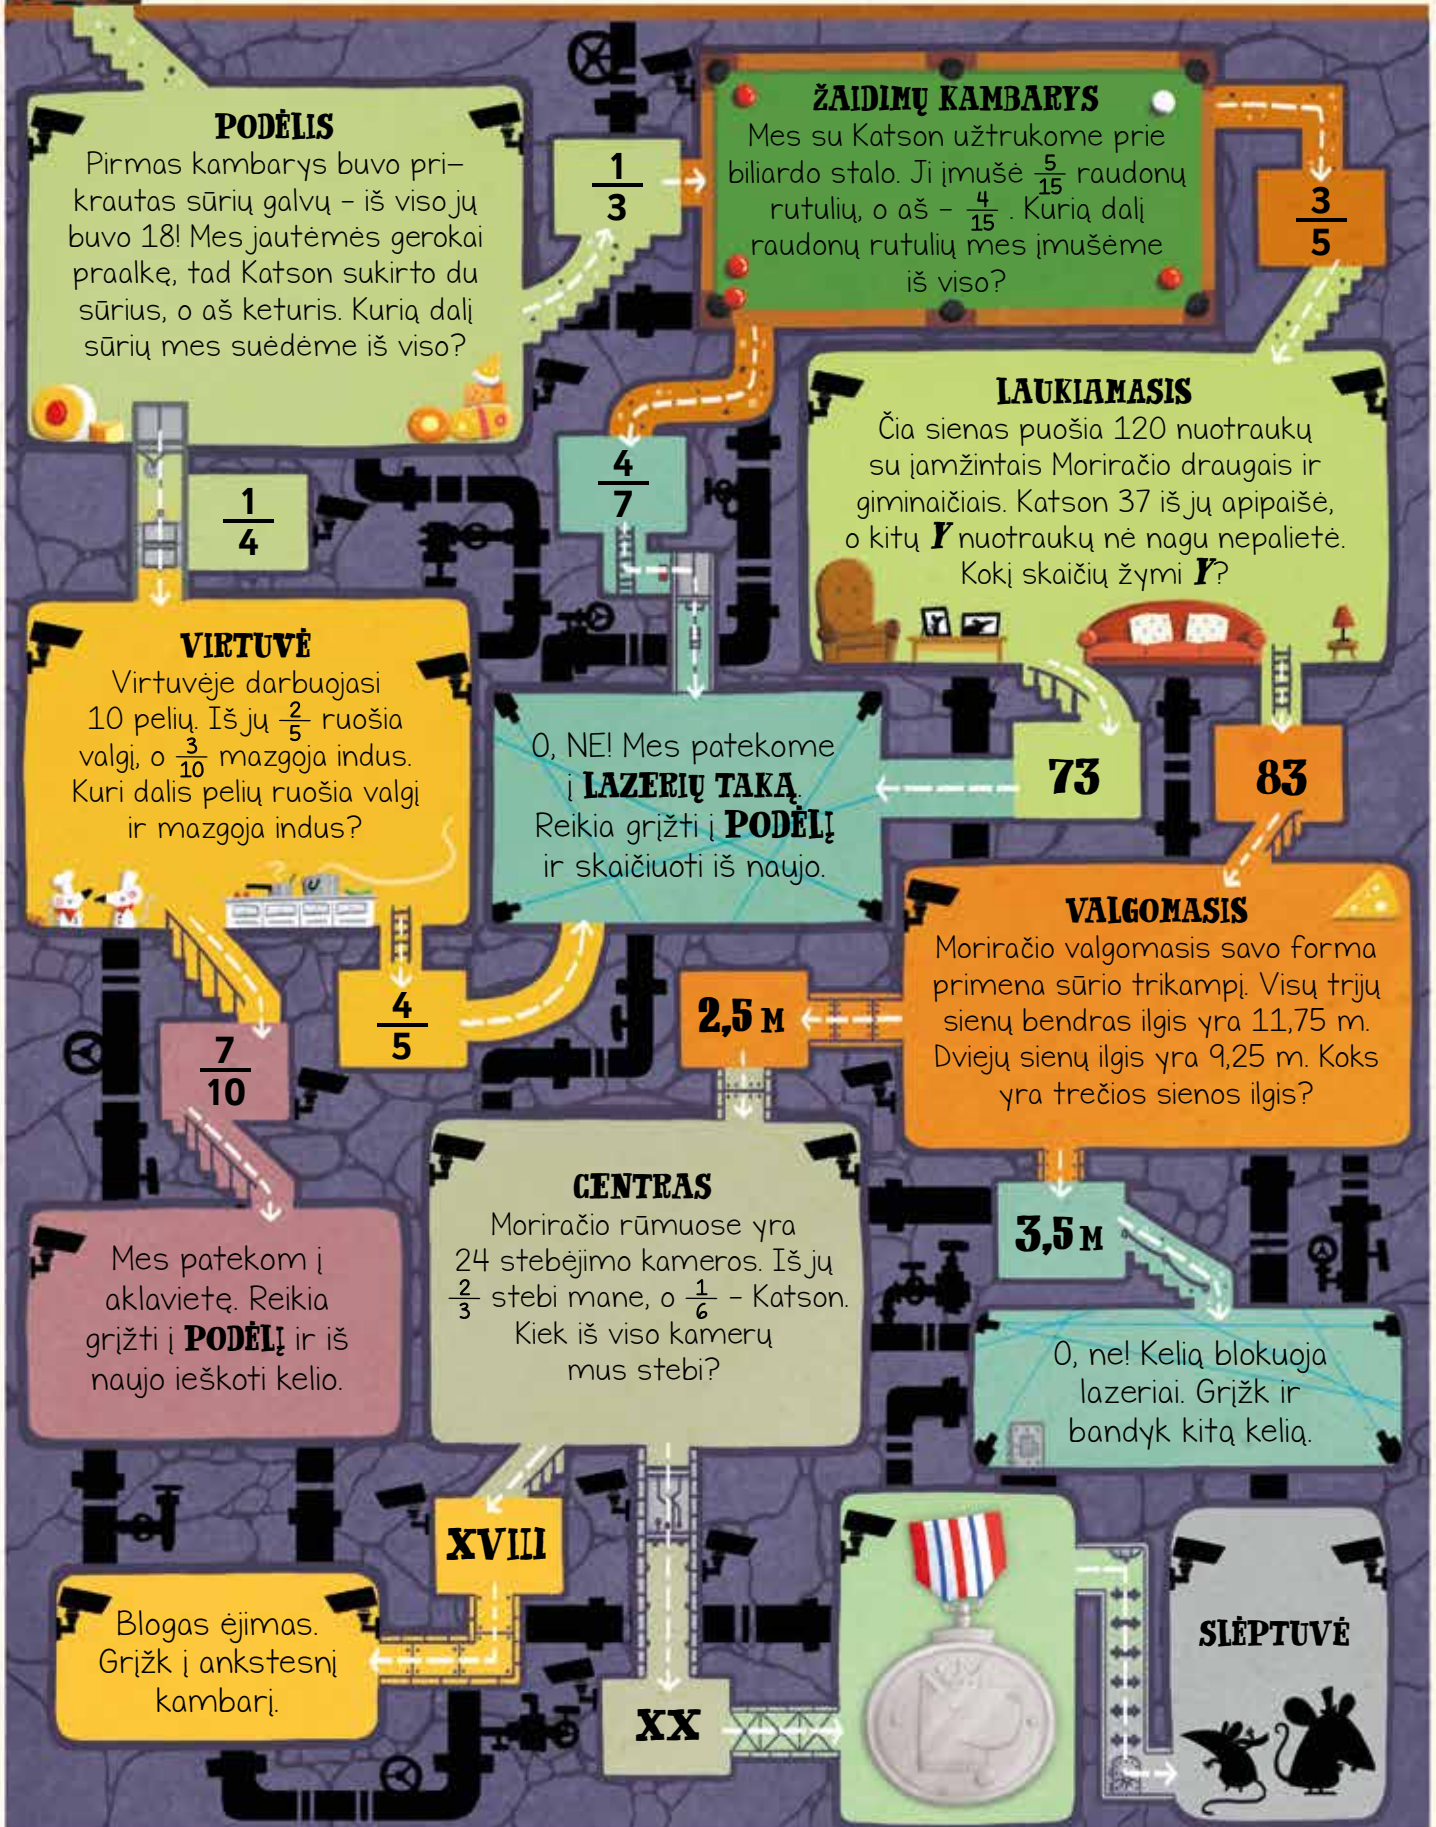 PODĖLIS
Pirmas kambarys buvo pri-
krautas sūrių galvų – iš viso jų
buvo 18! Mes jautėmės gerokai
praalkę, tad Katson sukirto du
sūrius, o aš keturis. Kurią dalį
sūrių mes suėdėme iš viso?
1/3
1/4
ŽAIDIMŲ KAMBARYS
Mes su Katson užtrukome prie
biliardo stalo. Ji įmušė 5/15 raudonų
rutulių, o aš – 4/15 . Kurią dalį
raudonų rutulių mes įmušėme
iš viso?
3/5
4/7
LAUKIAMASIS
Čia sienas puošia 120 nuotraukų
su įamžintais Moriračio draugais ir
giminaičiais. Katson 37 iš jų apipaišė,
o kitų Y nuotraukų nė nagu nepalietė.
Kokį skaičių žymi Y?
73
83
VIRTUVĖ
Virtuvėje darbuojasi
10 pelių. Iš jų 2/5 ruošia
valgį, o 3/10 mazgoja indus.
Kuri dalis pelių ruošia valgį
ir mazgoja indus?
7/10
4/5
O, NE! Mes patekome
į LAZERIŲ TAKĄ.
Reikia grįžti į PODĖLĮ
ir skaičiuoti iš naujo.
VALGOMASIS
Moriračio valgomasis savo forma
primena sūrio trikampį. Visų trijų
sienų bendras ilgis yra 11,75 m.
Dviejų sienų ilgis yra 9,25 m. Koks
yra trečios sienos ilgis?
2,5 M
3,5 M
Mes patekom į
aklavietę. Reikia
grįžti į PODĖLĮ ir iš
naujo ieškoti kelio.
CENTRAS
Moriračio rūmuose yra
24 stebėjimo kameros. Iš jų
2/3 stebi mane, o 1/6 – Katson.
Kiek iš viso kamerų
mus stebi?
O, ne! Kelią blokuoja
lazeriai. Grįžk ir
bandyk kitą kelią.
XVIII
XX
Blogas ėjimas.
Grįžk į ankstesnį
kambarį.
SLĖPTUVĖ